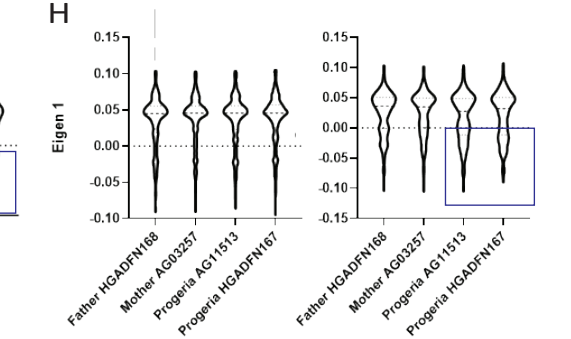 H
Eigen 1
0.15
0.10
0.05
0.00
-0.05
-0.10
Father HGADFN168
Mother AG03257
Progeria AG11513
Progeria HGADFN167
0.15
0.10
0.05
0.00
-0.05
-0.10
-0.15
Father HGADFN168
Mother AG03257
Progeria AG11513
Progeria HGADFN167